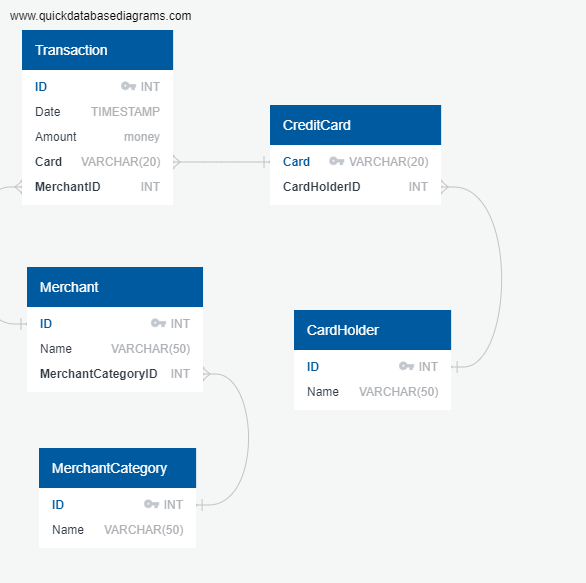 www.quickdatabasediagrams.com
Transaction
ID INT
Date TIMESTAMP
Amount money
Card VARCHAR(20)
MerchantID INT
CreditCard
Card VARCHAR(20)
CardHolderID INT
Merchant
ID INT
Name VARCHAR(50)
MerchantCategoryID INT
CardHolder
ID INT
Name VARCHAR(50)
MerchantCategory
ID INT
Name VARCHAR(50)